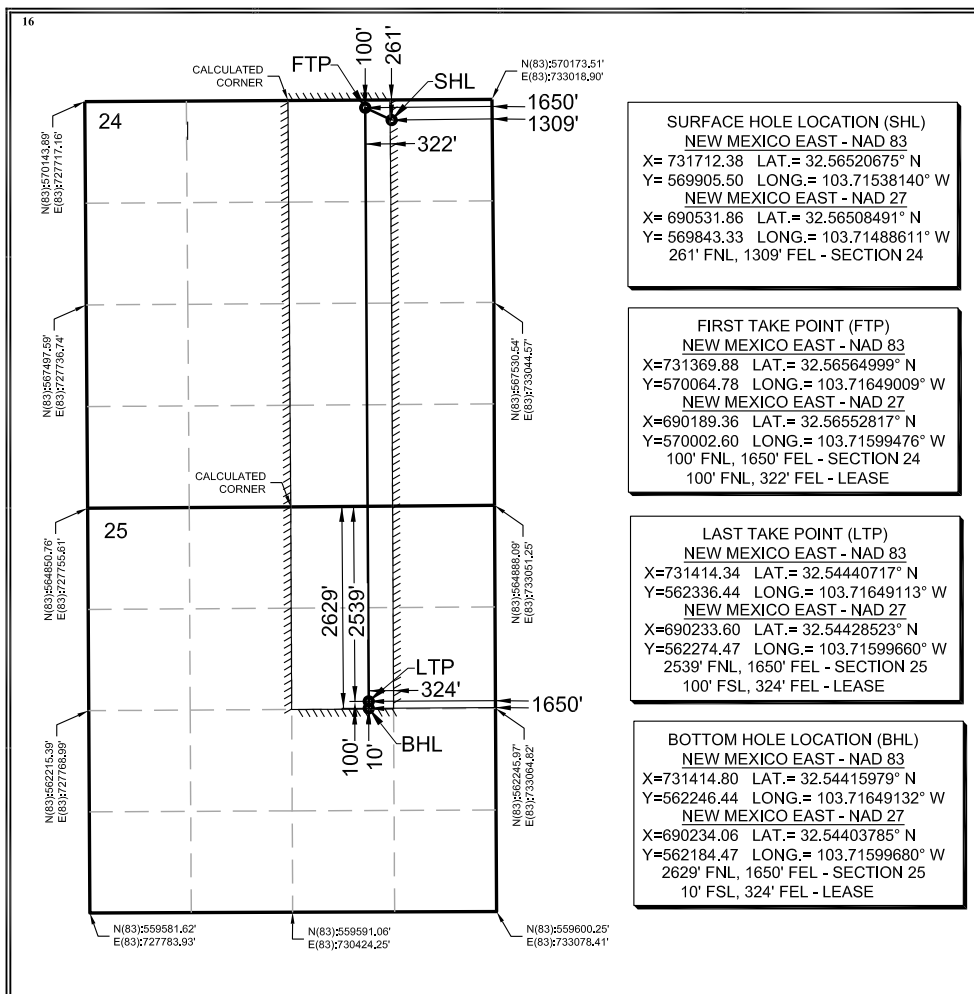 16
CALCULATED
CORNER
FTP
100'
261'
SHL
N(83):570173.51'
E(83):733018.90'
1650'
1309'
322'
24
N(83):570143.89'
E(83):727717.16'
N(83):567497.59'
E(83):727736.74'
N(83):567530.54'
E(83):733044.57'
CALCULATED
CORNER
25
N(83):564850.76'
E(83):727755.61'
N(83):564888.09'
E(83):733051.25'
2629'
2539'
LTP
324'
1650'
BHL
100'
10'
N(83):562215.39'
E(83):727768.99'
N(83):562245.97'
E(83):733064.82'
N(83):559581.62'
E(83):727783.93'
N(83):559591.06'
E(83):730424.25'
N(83):559600.25'
E(83):733078.41'
SURFACE HOLE LOCATION (SHL)
NEW MEXICO EAST - NAD 83
X= 731712.38 LAT.= 32.56520675° N
Y= 569905.50 LONG.= 103.71538140° W
NEW MEXICO EAST - NAD 27
X= 690531.86 LAT.= 32.56508491° N
Y= 569843.33 LONG.= 103.71488611° W
261' FNL, 1309' FEL - SECTION 24
FIRST TAKE POINT (FTP)
NEW MEXICO EAST - NAD 83
X=731369.88 LAT.= 32.56564999° N
Y=570064.78 LONG.= 103.71649009° W
NEW MEXICO EAST - NAD 27
X=690189.36 LAT.= 32.56552817° N
Y=570002.60 LONG.= 103.71599476° W
100' FNL, 1650' FEL - SECTION 24
100' FNL, 322' FEL - LEASE
LAST TAKE POINT (LTP)
NEW MEXICO EAST - NAD 83
X=731414.34 LAT.= 32.54440717° N
Y=562336.44 LONG.= 103.71649113° W
NEW MEXICO EAST - NAD 27
X=690233.60 LAT.= 32.54428523° N
Y=562274.47 LONG.= 103.71599660° W
2539' FNL, 1650' FEL - SECTION 25
100' FSL, 324' FEL - LEASE
BOTTOM HOLE LOCATION (BHL)
NEW MEXICO EAST - NAD 83
X=731414.80 LAT.= 32.54415979° N
Y=562246.44 LONG.= 103.71649132° W
NEW MEXICO EAST - NAD 27
X=690234.06 LAT.= 32.54403785° N
Y=562184.47 LONG.= 103.71599680° W
2629' FNL, 1650' FEL - SECTION 25
10' FSL, 324' FEL - LEASE